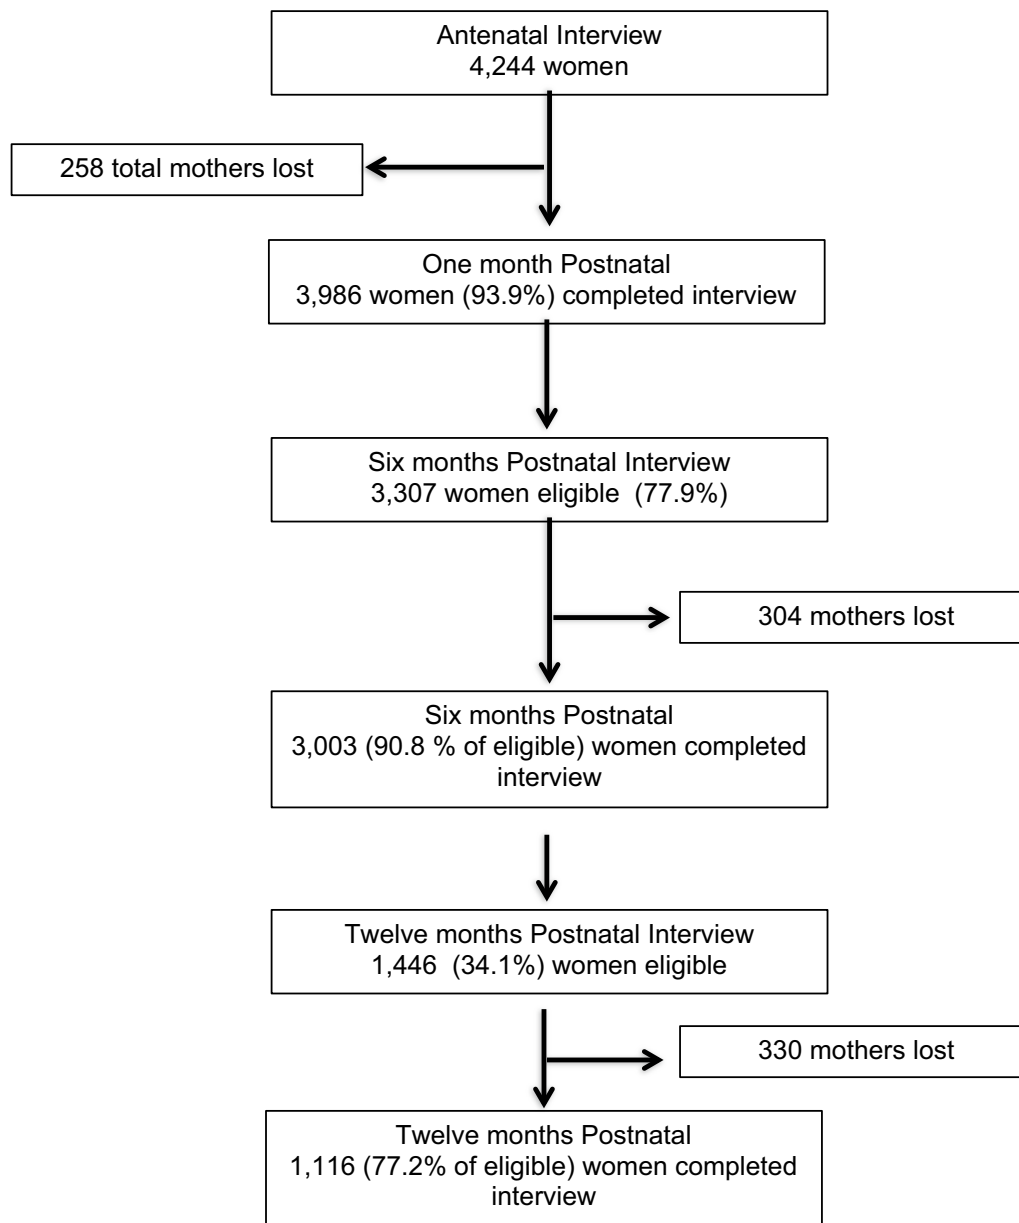 Antenatal Interview
4,244 women
258 total mothers lost
One month Postnatal
3,986 women (93.9%) completed interview
Six months Postnatal Interview
3,307 women eligible  (77.9%)
304 mothers lost
Six months Postnatal
3,003 (90.8 % of eligible) women completed
interview
Twelve months Postnatal Interview
1,446  (34.1%) women eligible
330 mothers lost
Twelve months Postnatal
1,116 (77.2% of eligible) women completed
interview